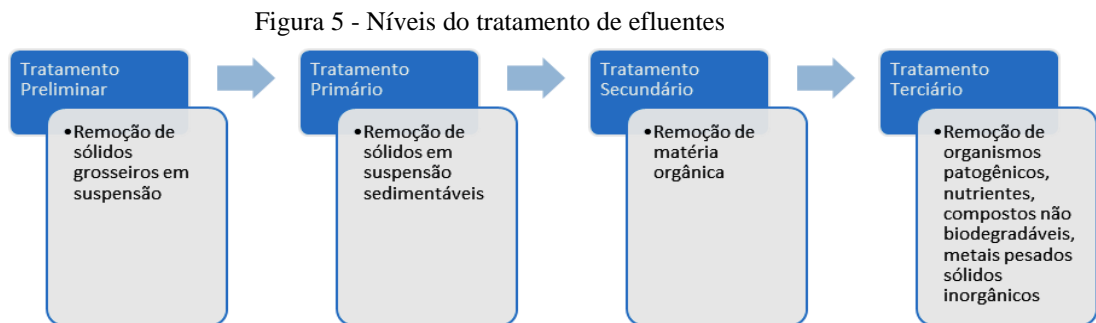 Figura 5 - Níveis do tratamento de efluentes
Tratamento
Preliminar
•Remoção de
sólidos
grosseiros em
suspensão
Tratamento
Primário
•Remoção de
sólidos em
suspensão
sedimentáveis
Tratamento
Secundário
•Remoção de
matéria
orgânica
Tratamento
Terciário
•Remoção de
organismos
patogênicos,
nutrientes,
compostos não
biodegradáveis,
metais pesados
sólidos
inorgânicos